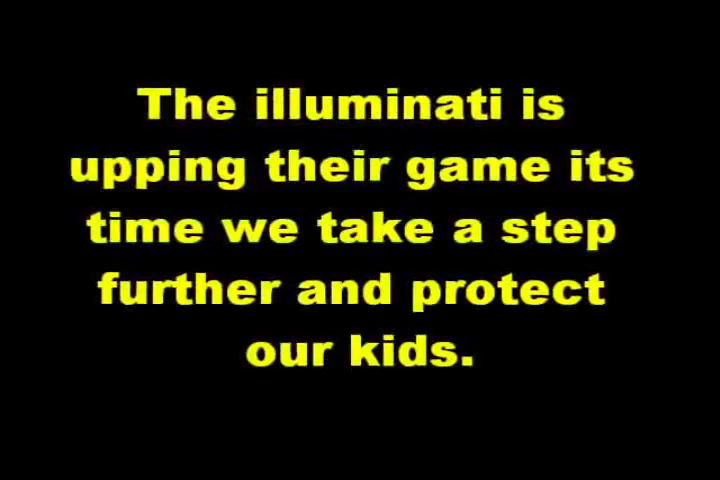 The illuminati is
upping their game its
time we take a step
further and protect
our kids.